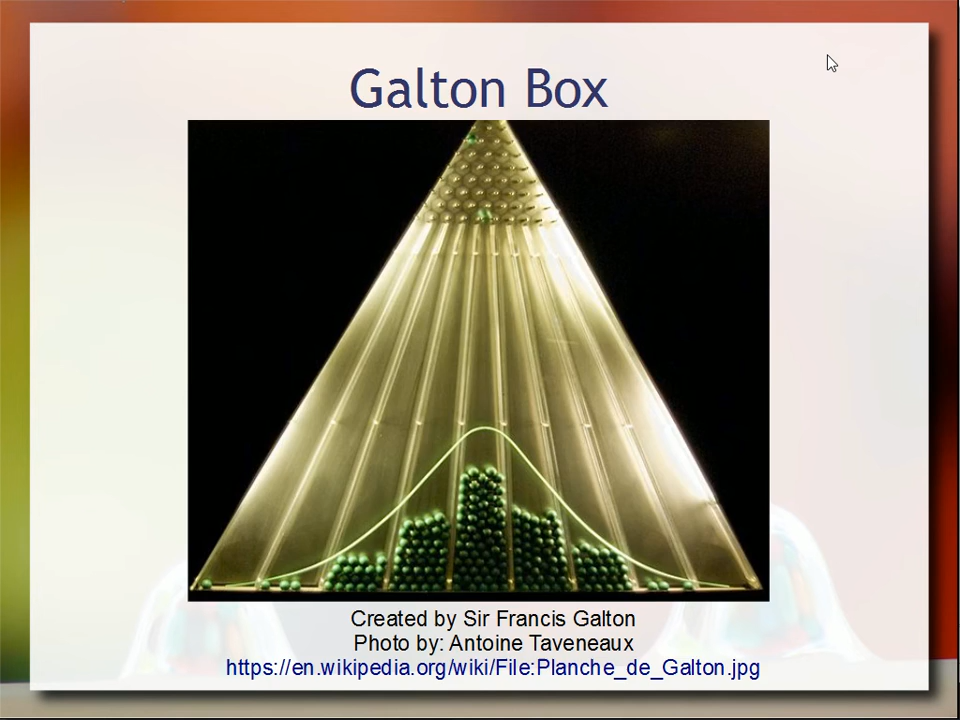 Galton Box
Created by Sir Francis Galton
Photo by: Antoine Taveneaux
https://en.wikipedia.org/wiki/File:Planche_de_Galton.jpg